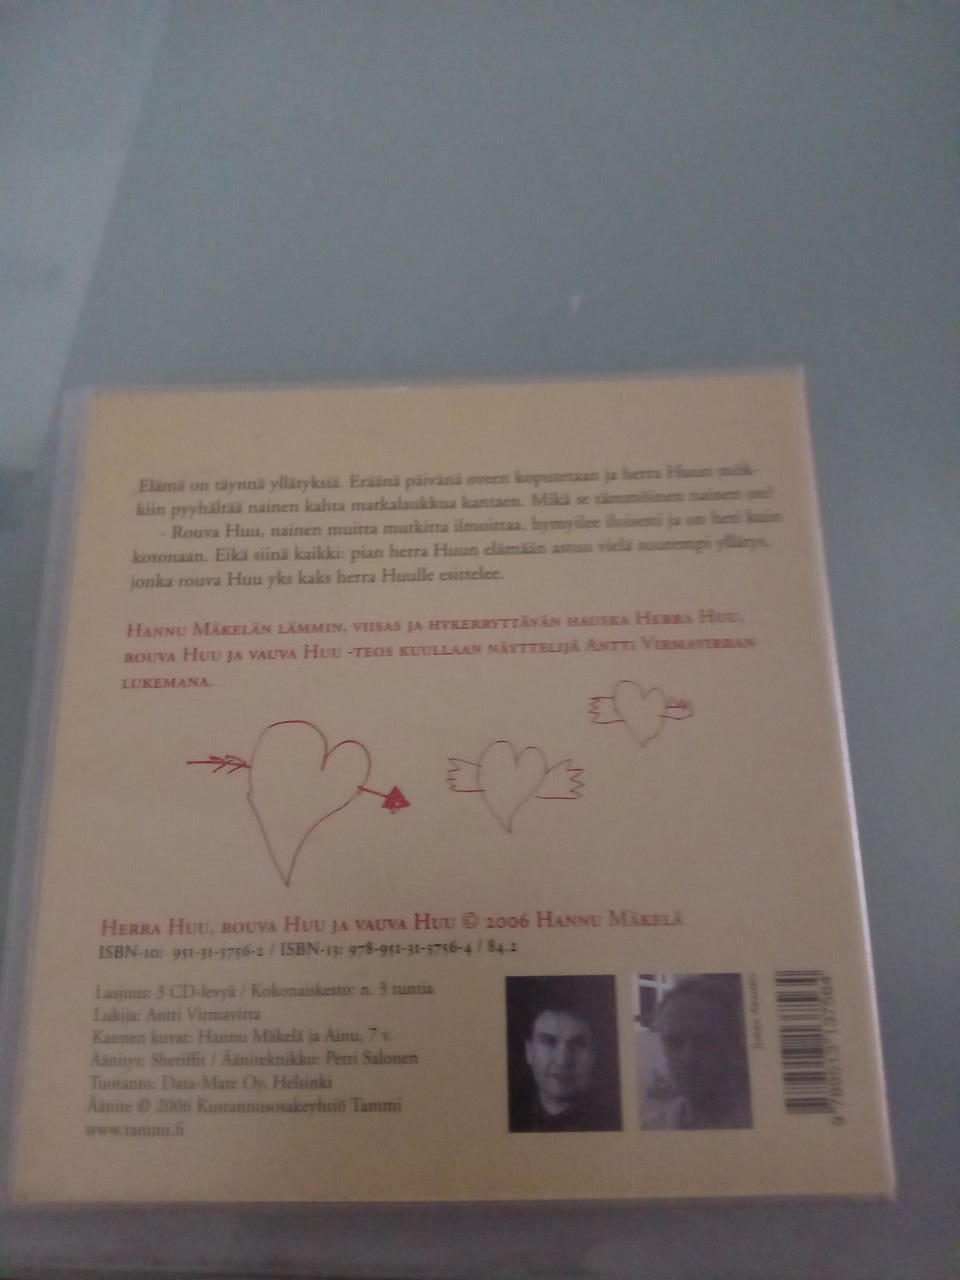 Elämä on täynnä yllätyksiä. Eräänä päivänä oveen koputetaan ja herra Huun mök-
kiin pyyhältää nainen kahta matkalaukkua kantaen. Mikä se tämmöinen nainen on?
- Rouva Huu, nainen muitta mutkitta ilmoittaa, hymyilee iloisesti ja on heti kuin
kotonaan. Eikä siinä kaikki: pian herra Huun elämään astuu vielä suurempi yllätys,
jonka rouva Huu yks kaks herra Huulle esittelee.
Hannu Mäkelän lämmin, viisas ja hykerryttävän hauska Herra Huu,
rouva Huu ja vauva Huu -teos kuullaan näyttelijä Antti Virmavirran
lukemana.
Herra Huu, rouva Huu ja vauva Huu © 2006 Hannu Mäkelä
ISBN-10: 951-31-3756-2 / ISBN-13: 978-951-31-3756-4 / 84.2
Laajuus: 3 CD-levyä / Kokonaiskesto: n. 3 tuntia
Lukija: Antti Virmavirta
Kannen kuvat: Hannu Mäkelä ja Ainu, 7 v.
Äänitys: Sheriffit / Ääniteknikko: Petri Salonen
Tuotanto: Data-Mate Oy, Helsinki
Äänite © 2006 Kustannusosakeyhtiö Tammi
www.tammi.fi
9 789513 137564